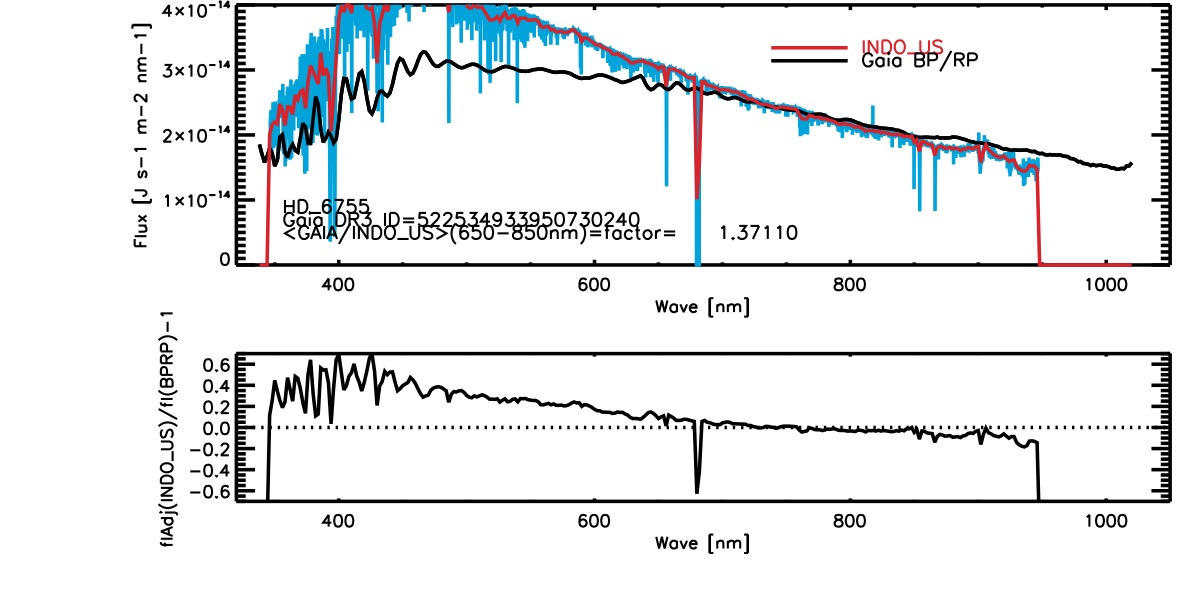 4×10⁻¹⁴
3×10⁻¹⁴
2×10⁻¹⁴
1×10⁻¹⁴
0
Flux [J s-1 m-2 nm-1]
INDO_US
Gaia BP/RP
HD_6755
Gaia DR3 ID=522534933950730240
<GAIA/INDO_US>(650-850nm)=factor= 1.37110
400 600 800 1000
Wave [nm]
flAdj(INDO_US)/fl(BPRP)-1
0.6
0.4
0.2
0.0
-0.2
-0.4
-0.6
400 600 800 1000
Wave [nm]